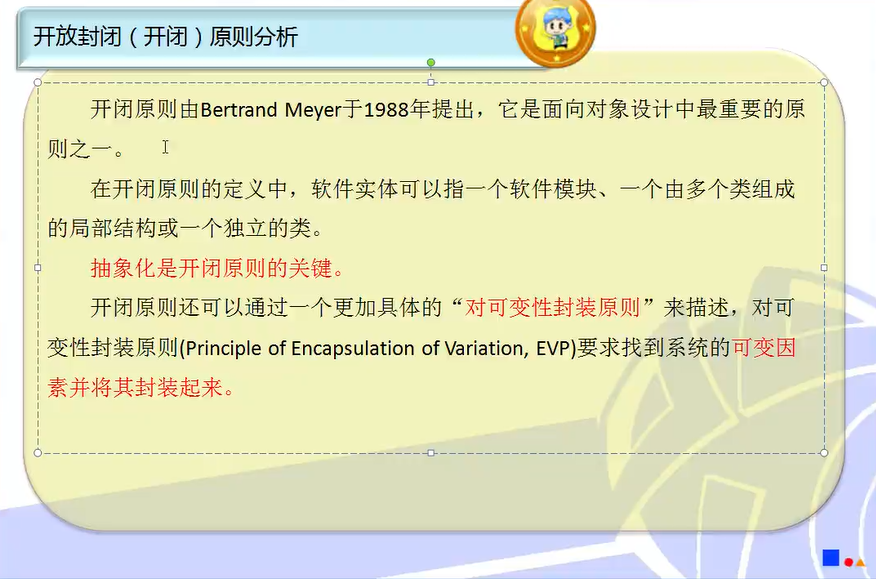 开放封闭（开闭）原则分析
开闭原则由Bertrand Meyer于1988年提出，它是面向对象设计中最重要的原
则之一。
在开闭原则的定义中，软件实体可以指一个软件模块、一个由多个类组成
的局部结构或一个独立的类。
抽象化是开闭原则的关键。
开闭原则还可以通过一个更加具体的“对可变性封装原则”来描述，对可
变性封装原则(Principle of Encapsulation of Variation, EVP)要求找到系统的可变因
素并将其封装起来。